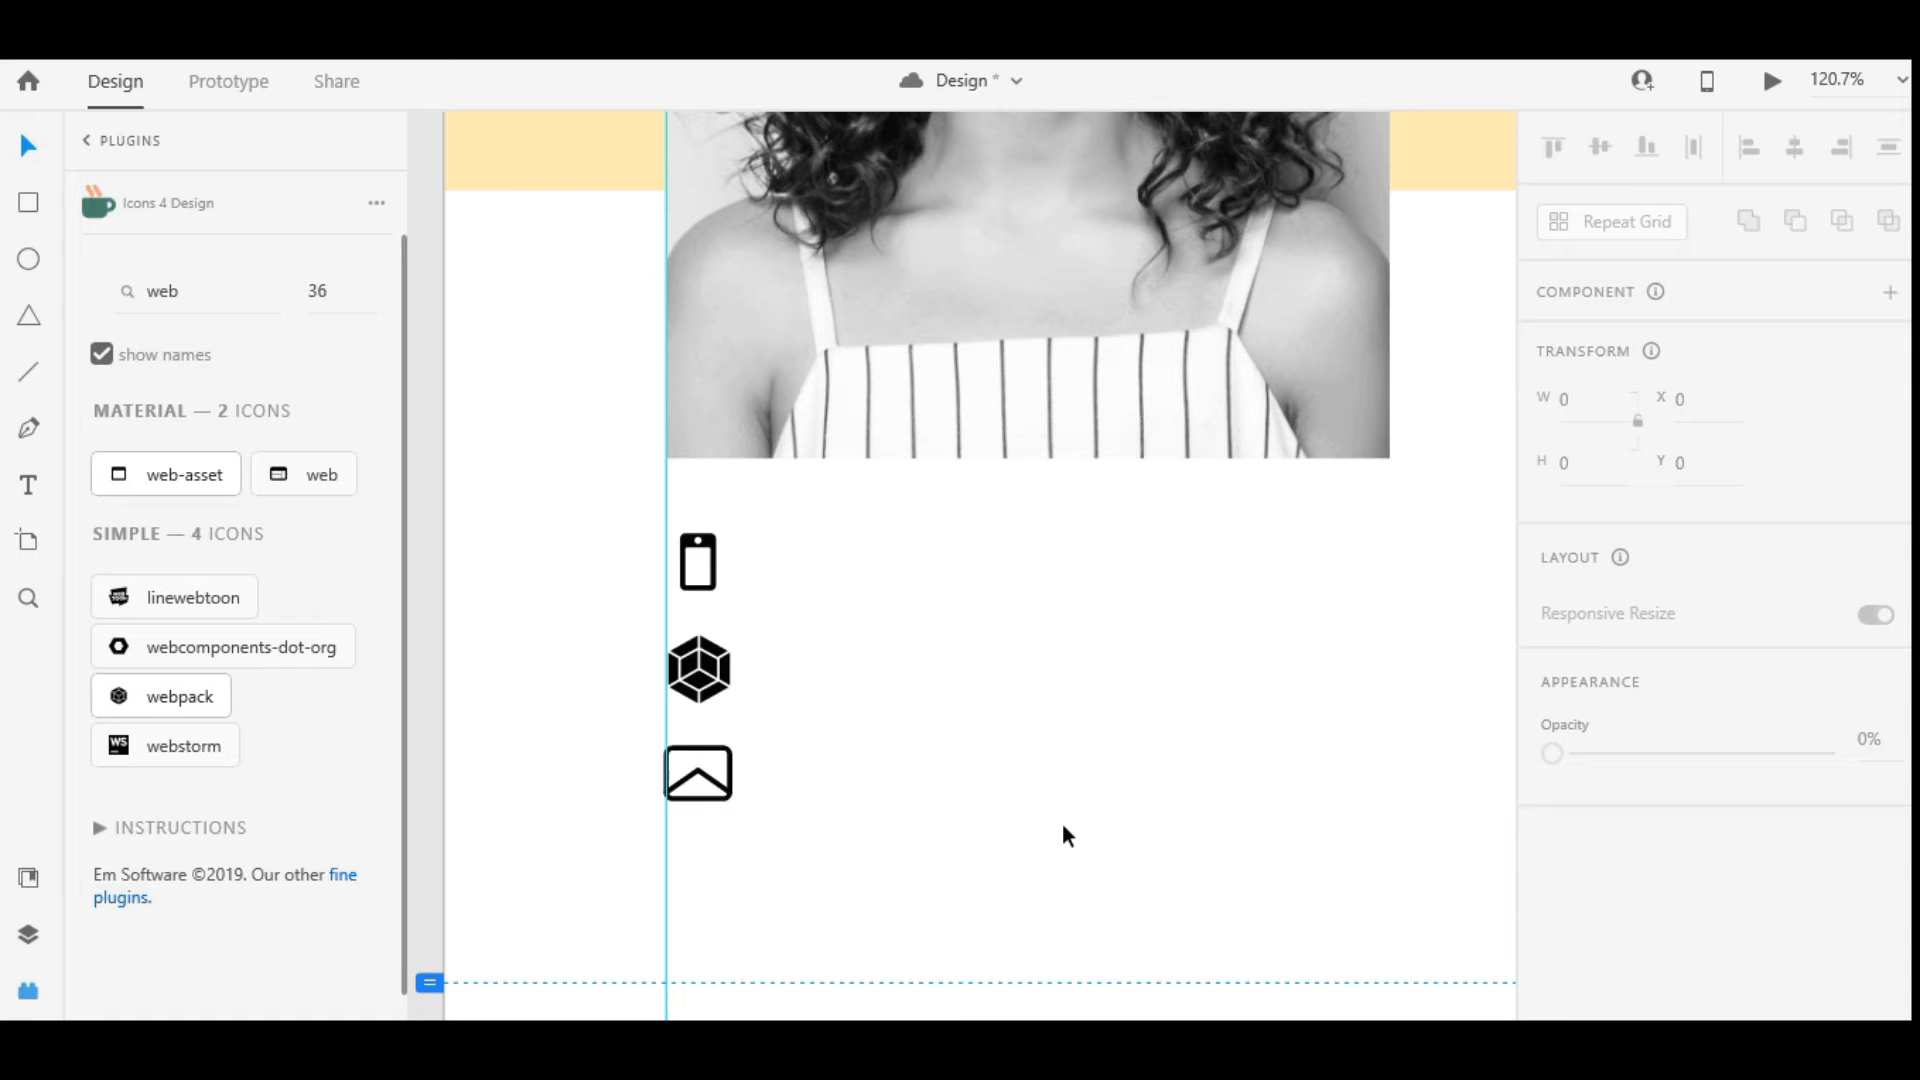 Design Prototype Share Design * 120.7%
PLUGINS
Icons 4 Design
web 36
show names
MATERIAL — 2 ICONS
web-asset web
SIMPLE — 4 ICONS
linewebtoon
webcomponents-dot-org
webpack
WS webstorm
INSTRUCTIONS
Em Software ©2019. Our other fine
plugins.
T
Repeat Grid
COMPONENT
TRANSFORM
W 0 X 0
H 0 Y 0
LAYOUT
Responsive Resize
APPEARANCE
Opacity
0%